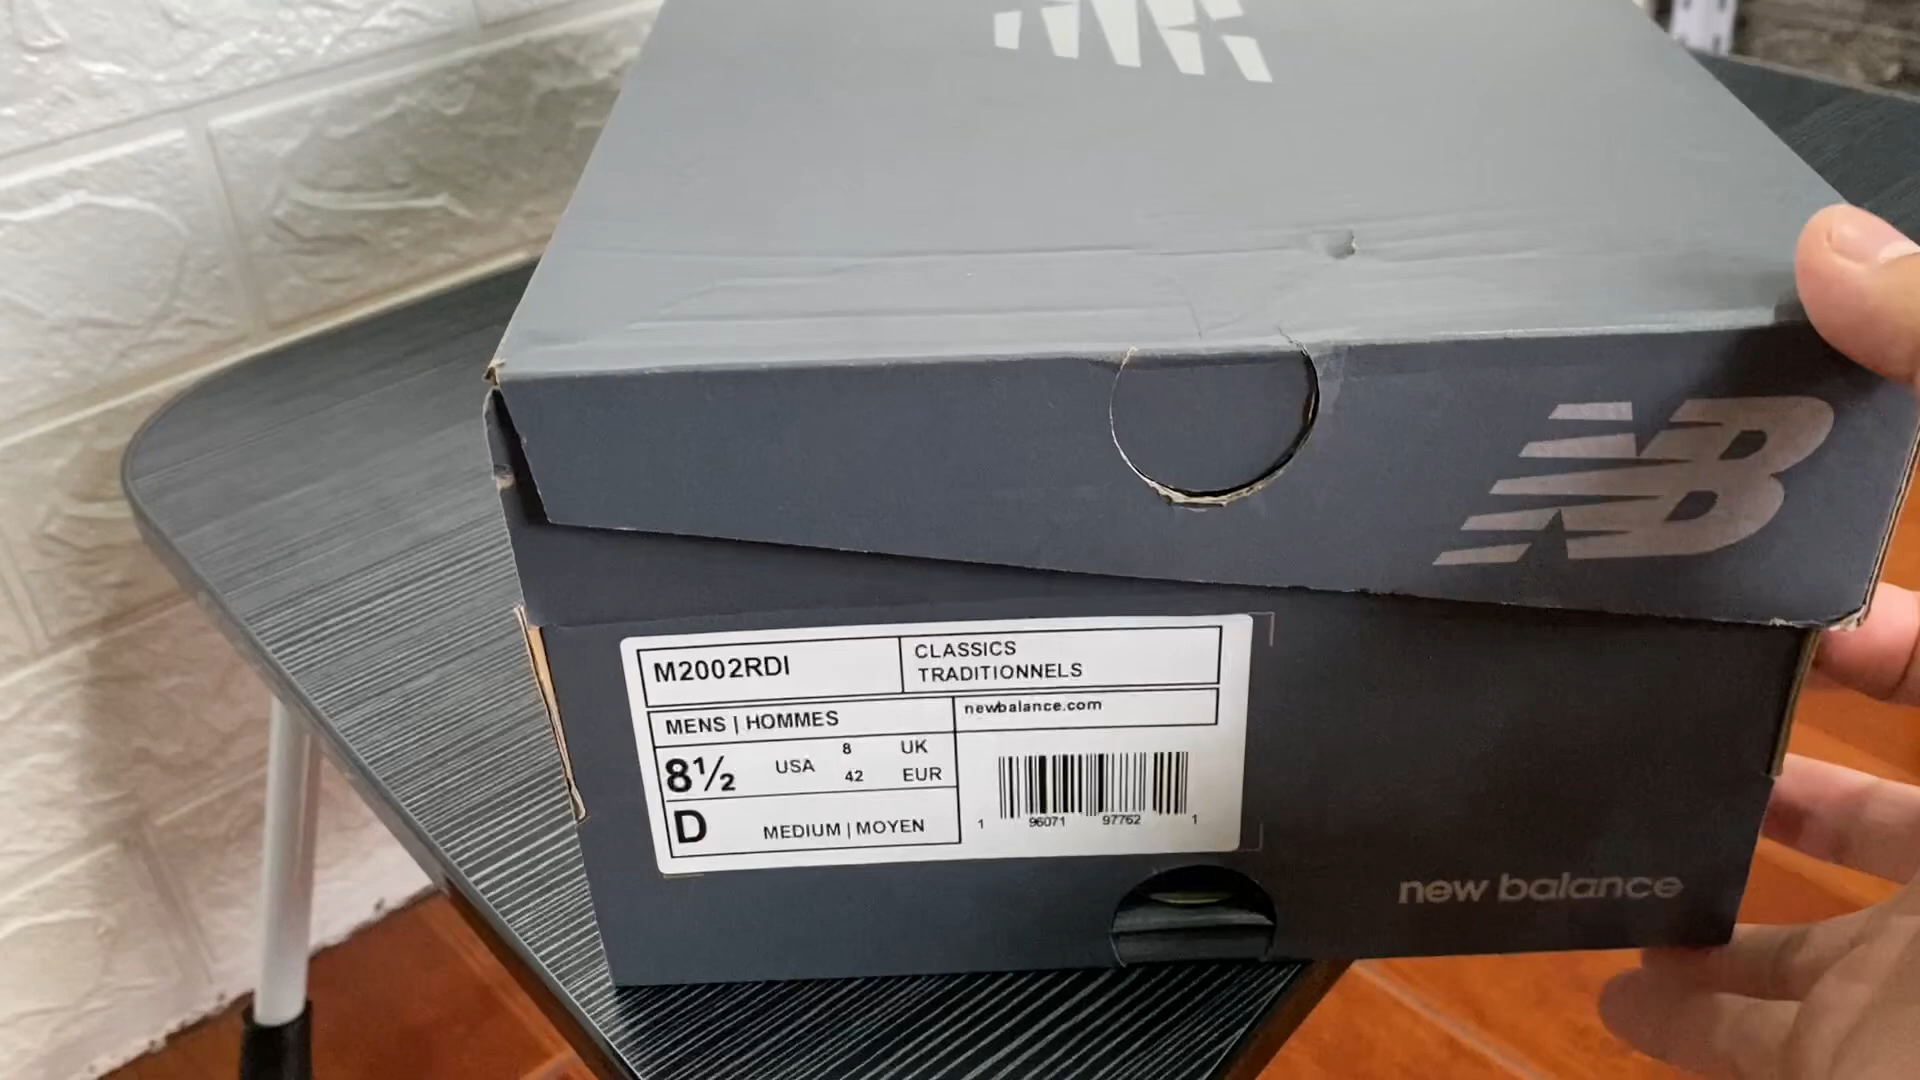 NB
M2002RDI
CLASSICS
TRADITIONNELS
MENS | HOMMES
newbalance.com
8½ USA 8 UK
42 EUR
D MEDIUM | MOYEN
1 96071 97762 1
new balance